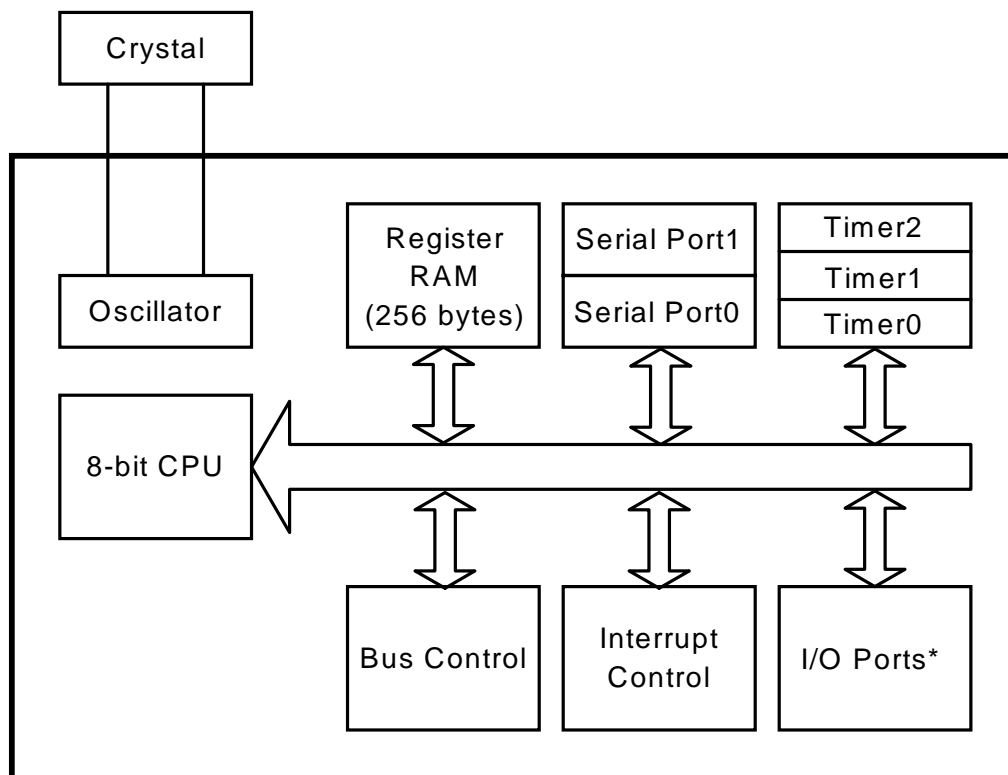 Crystal
Oscillator
Register
RAM
(256 bytes)
Serial Port1
Serial Port0
Timer2
Timer1
Timer0
8-bit CPU
Bus Control
Interrupt
Control
I/O Ports*